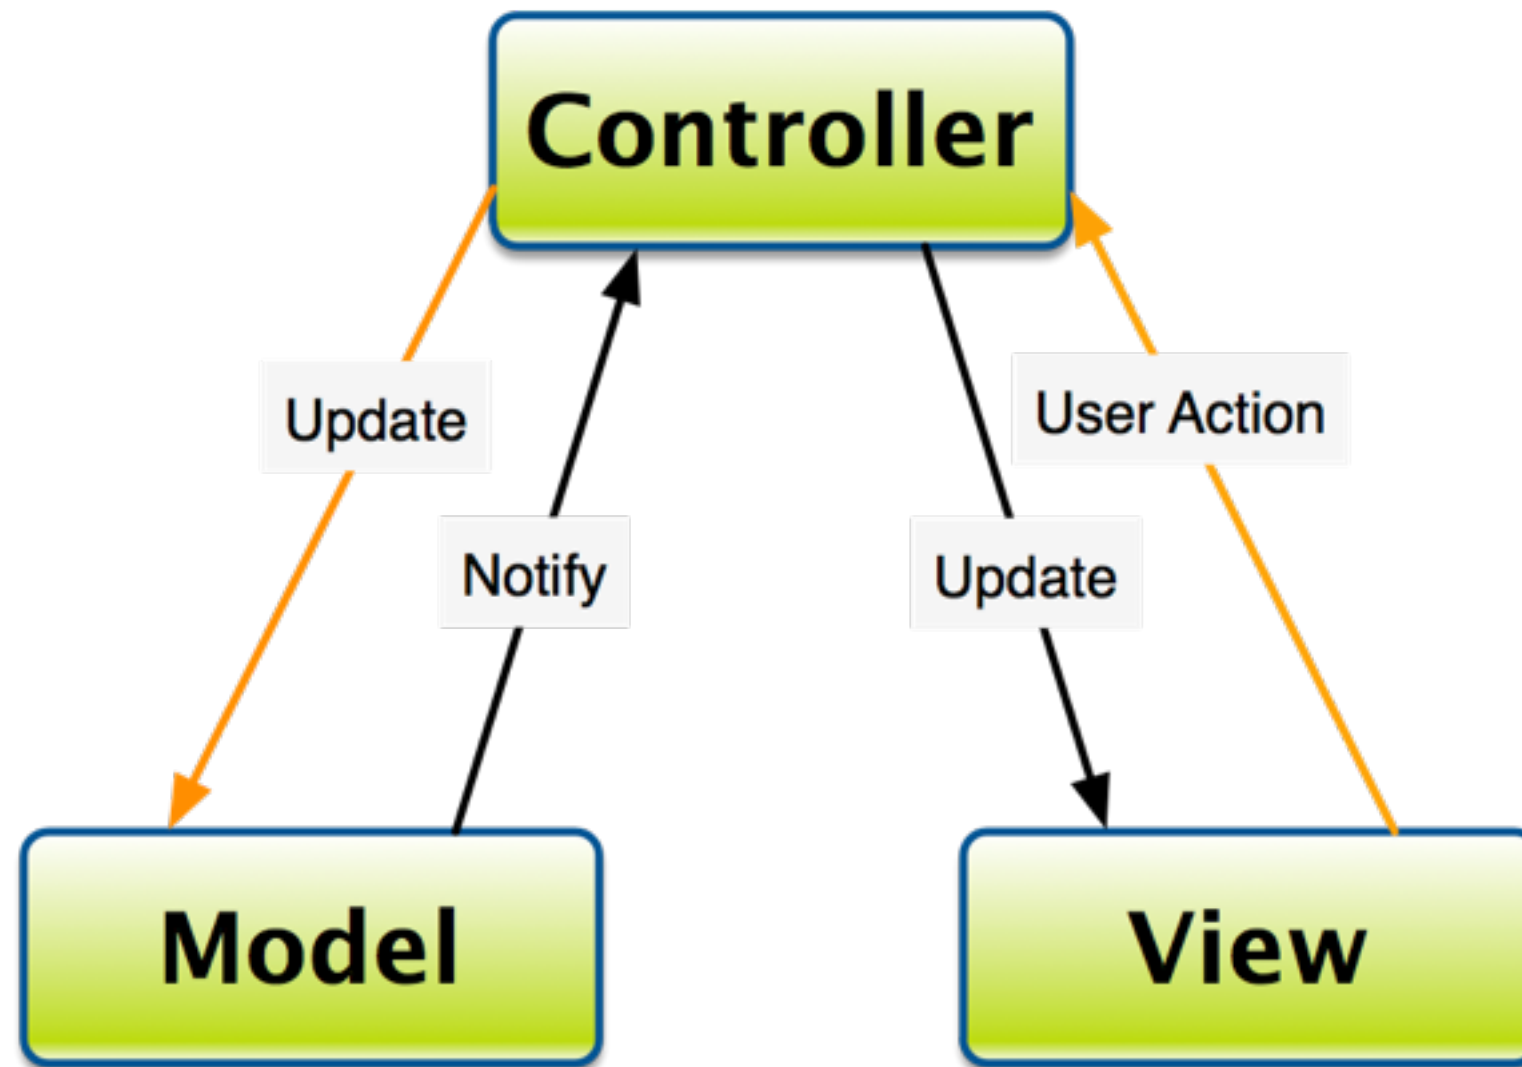 Controller
Update
User Action
Notify
Update
Model
View